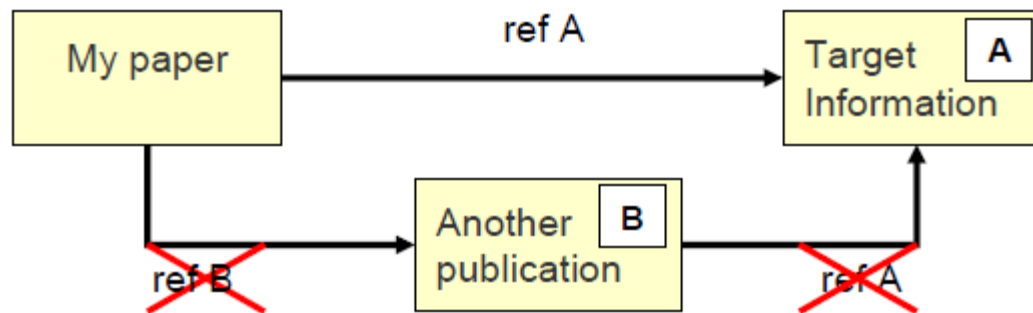 My paper
ref A
Target
Information
A
Another
publication
B
ref B
ref A